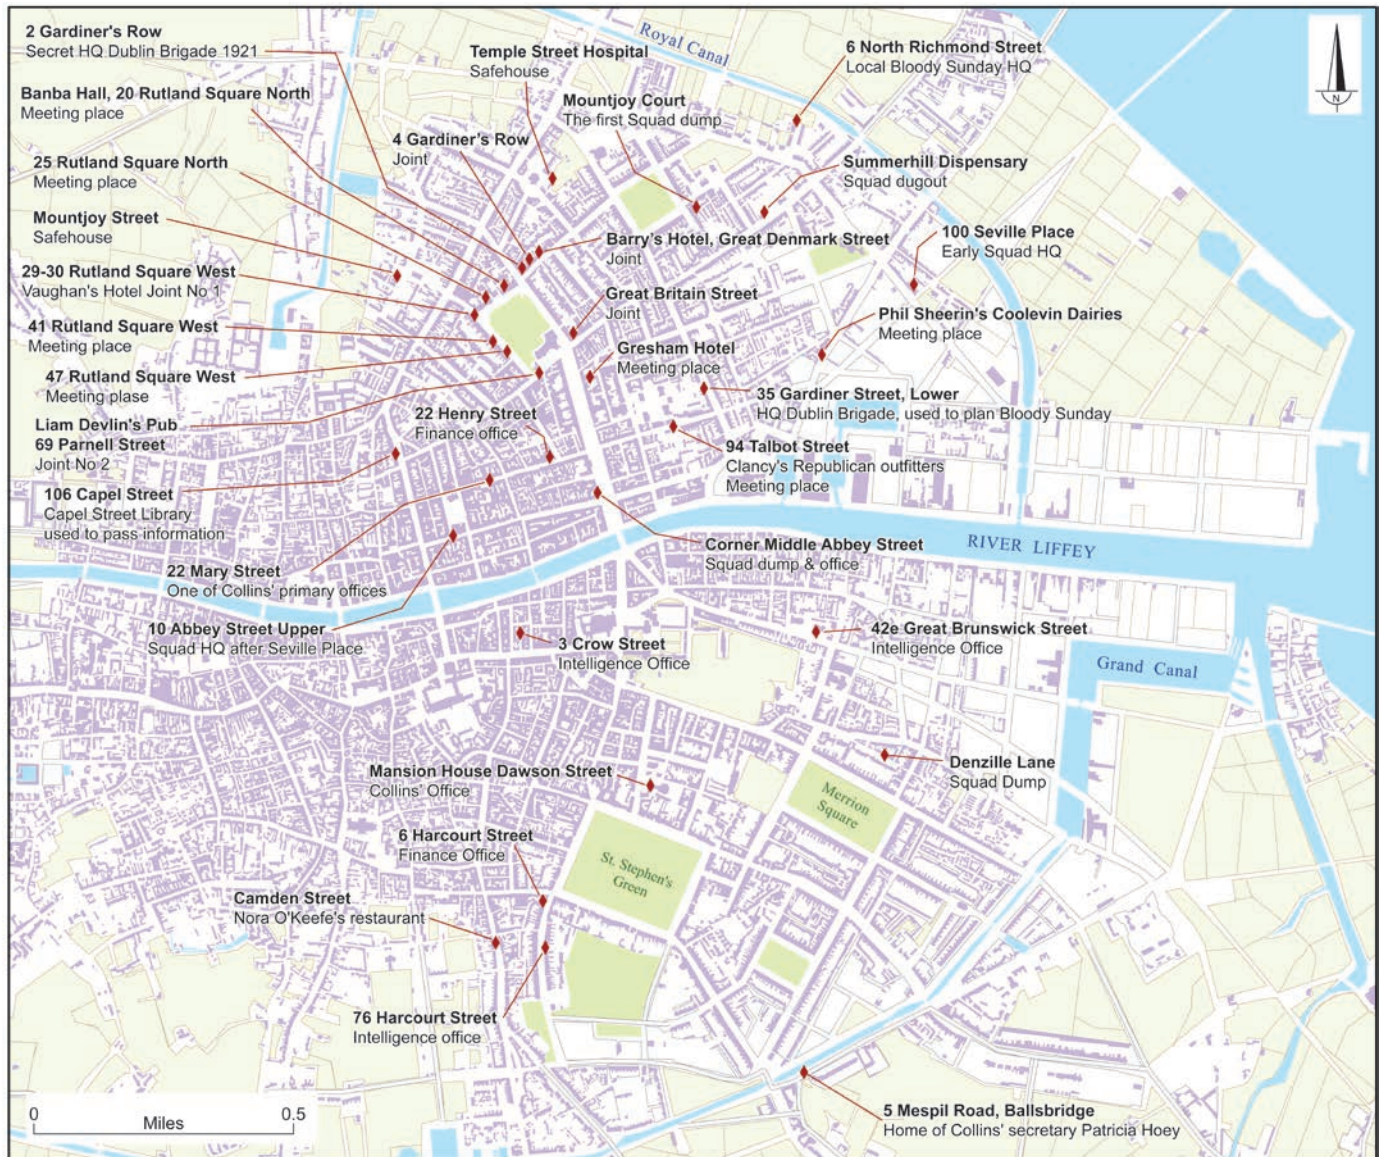 2 Gardiner's Row
Secret HQ Dublin Brigade 1921
Banba Hall, 20 Rutland Square North
Meeting place
25 Rutland Square North
Meeting place
Mountjoy Street
Safehouse
29-30 Rutland Square West
Vaughan's Hotel Joint No 1
41 Rutland Square West
Meeting place
47 Rutland Square West
Meeting plase
Liam Devlin's Pub
69 Parnell Street
Joint No 2
106 Capel Street
Capel Street Library
used to pass information
22 Mary Street
One of Collins' primary offices
10 Abbey Street Upper
Squad HQ after Seville Place
Temple Street Hospital
Safehouse
Mountjoy Court
The first Squad dump
4 Gardiner's Row
Joint
22 Henry Street
Finance office
Royal Canal
6 North Richmond Street
Local Bloody Sunday HQ
N
Summerhill Dispensary
Squad dugout
Barry's Hotel, Great Denmark Street
Joint
100 Seville Place
Early Squad HQ
Great Britain Street
Joint
Phil Sheerin's Coolevin Dairies
Meeting place
Gresham Hotel
Meeting place
35 Gardiner Street, Lower
HQ Dublin Brigade, used to plan Bloody Sunday
94 Talbot Street
Clancy's Republican outfitters
Meeting place
Corner Middle Abbey Street
Squad dump & office
RIVER LIFFEY
3 Crow Street
Intelligence Office
42e Great Brunswick Street
Intelligence Office
Grand Canal
Mansion House Dawson Street
Collins' Office
Denzille Lane
Squad Dump
Merrion
Square
6 Harcourt Street
Finance Office
St. Stephen's
Green
Camden Street
Nora O'Keefe's restaurant
76 Harcourt Street
Intelligence office
5 Mespil Road, Ballsbridge
Home of Collins' secretary Patricia Hoey
0
0.5
Miles